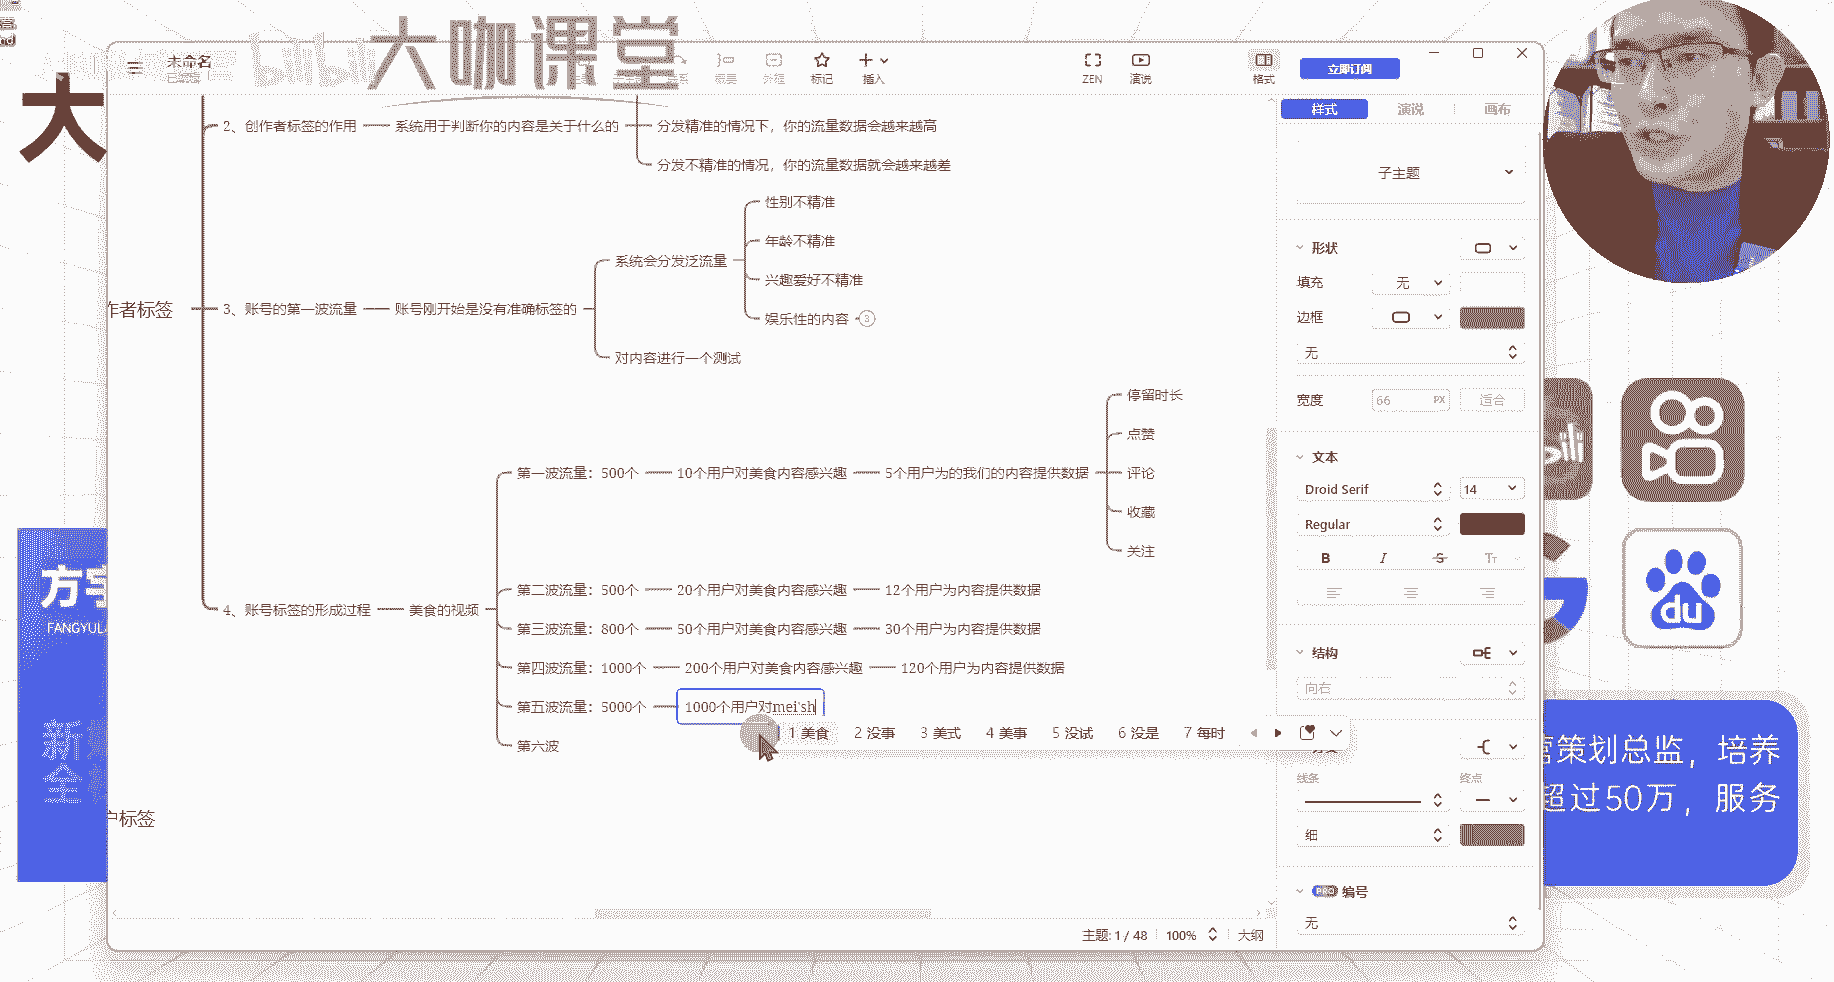 大咖课堂
bilibili
未命名
已编辑
概要
外框
标记
插入
ZEN
演说
格式
立即订阅
样式
演说
画布
2、创作者标签的作用
系统用于判断你的内容是关于什么的
分发精准的情况下，你的流量数据会越来越高
分发不精准的情况，你的流量数据就会越来越差
性别不精准
年龄不精准
兴趣爱好不精准
娱乐性的内容
3
系统会分发泛流量
作者标签
3、账号的第一波流量
账号刚开始是没有准确标签的
对内容进行一个测试
停留时长
点赞
评论
收藏
关注
第一波流量：500个
10个用户对美食内容感兴趣
5个用户为的我们的内容提供数据
第二波流量：500个
20个用户对美食内容感兴趣
12个用户为内容提供数据
4、账号标签的形成过程
美食的视频
第三波流量：800个
50个用户对美食内容感兴趣
30个用户为内容提供数据
第四波流量：1000个
200个用户对美食内容感兴趣
120个用户为内容提供数据
第五波流量：5000个
1000个用户对mei'sh
1 美食 2 没事 3 美式 4 美事 5 没试 6 没是 7 每时
第六波
户标签
子主题
形状
填充
无
边框
无
宽度
66
PX
适合
文本
Droid Serif
14
Regular
B
I
S
Tт
结构
向右
线条
终点
细
PRO
编号
无
主题: 1 / 48
100%
大纲
大
方宇
FANGYUL
新
全
du
营策划总监，培养
超过50万，服务